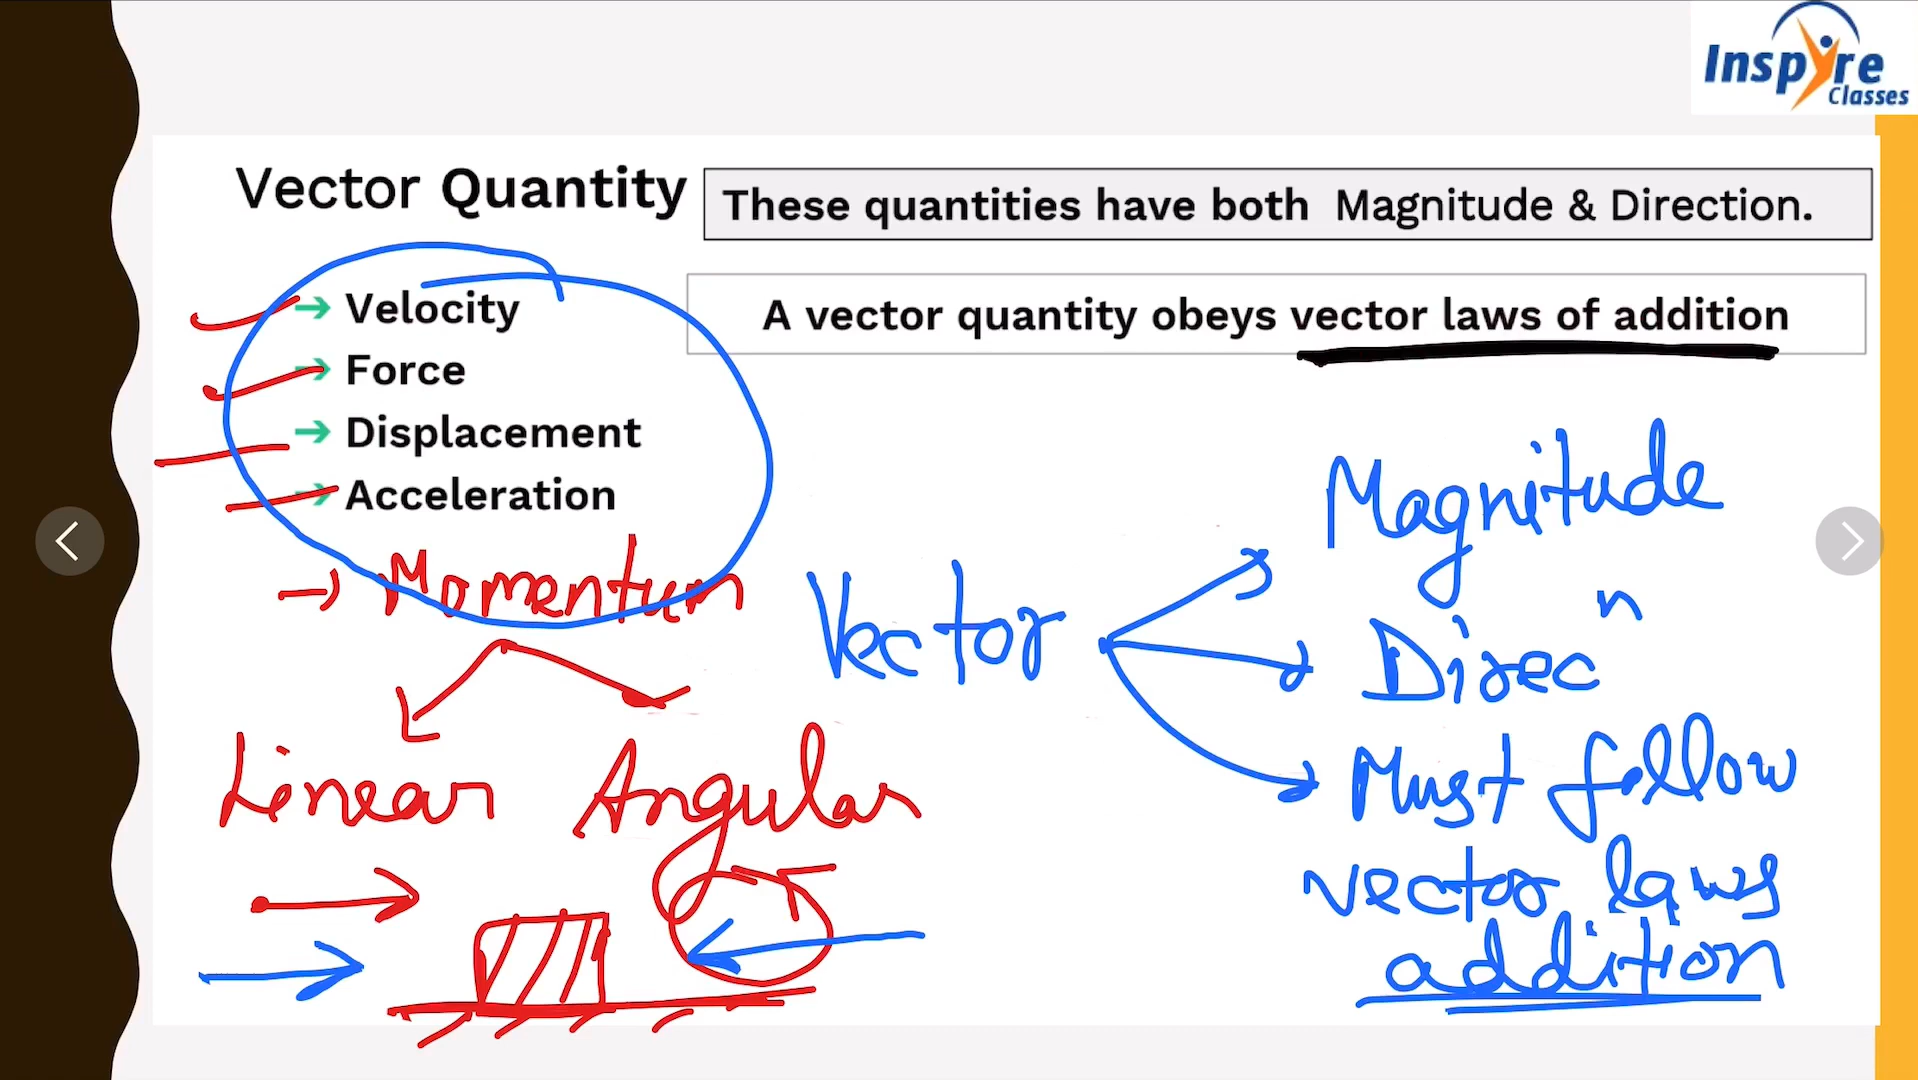 Inspyre
Classes
Vector Quantity
These quantities have both Magnitude & Direction.
A vector quantity obeys vector laws of addition
Velocity
Force
Displacement
Acceleration
→ Momentum
Linear Angular
Vector
Magnitude
Direcn
Must follow
vector laws
addition